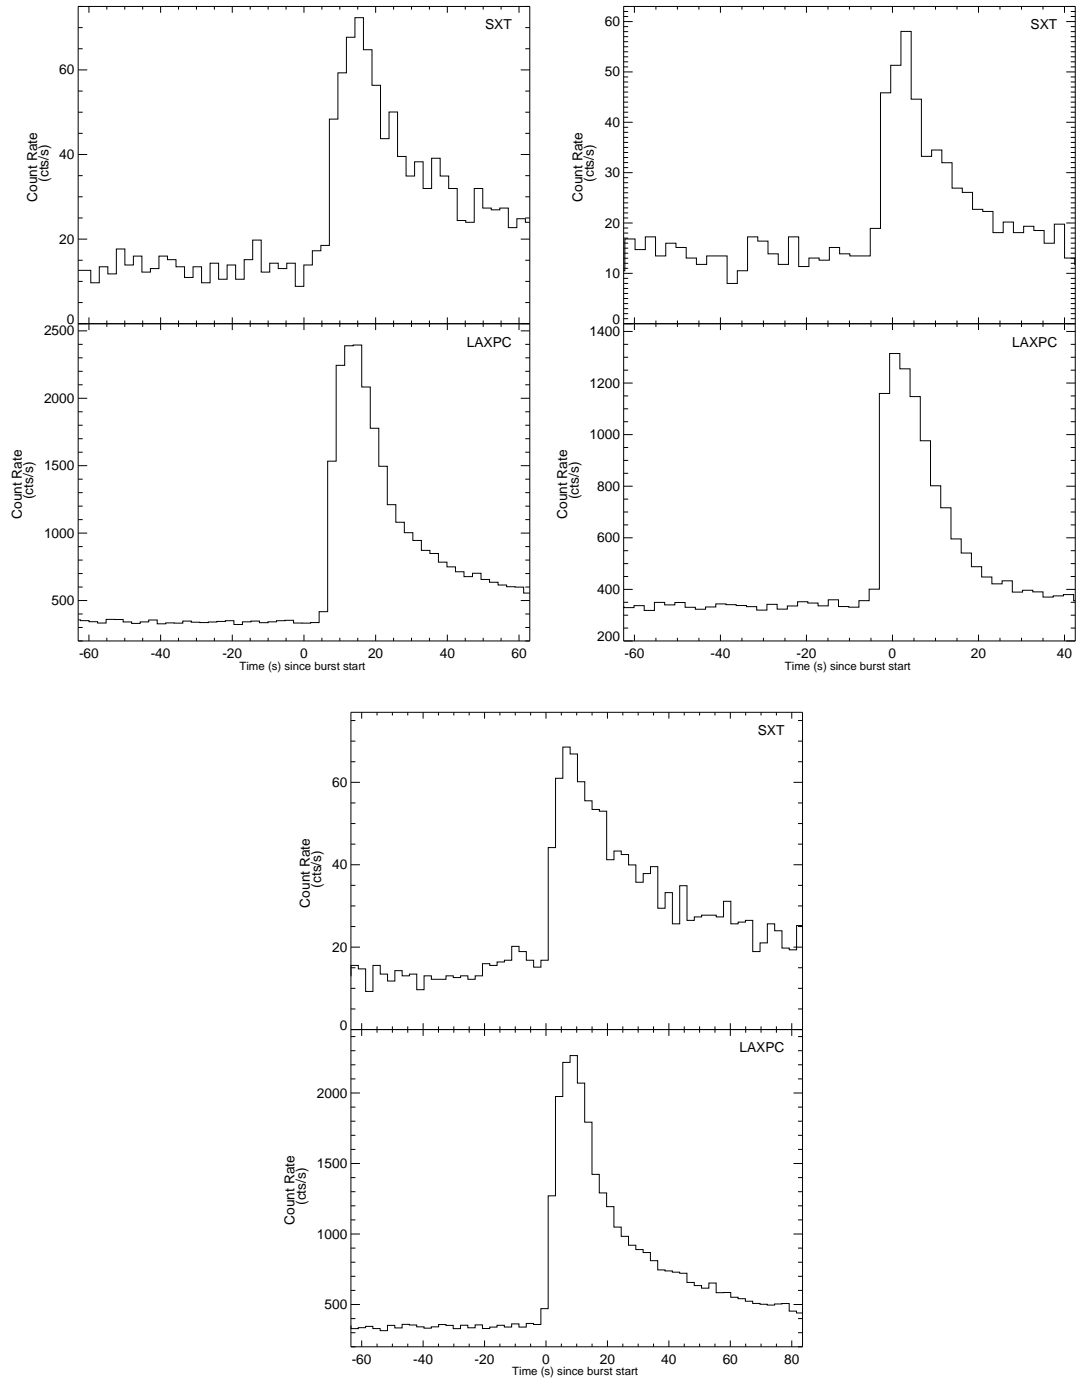 SXT
60
40
20
0
Count Rate
(cts/s)
LAXPC
2500
2000
1500
1000
500
Count Rate
(cts/s)
-60 -40 -20 0 20 40 60
Time (s) since burst start
SXT
60
50
40
30
20
10
0
Count Rate
(cts/s)
LAXPC
1400
1200
1000
800
600
400
200
Count Rate
(cts/s)
-60 -40 -20 0 20 40
Time (s) since burst start
SXT
60
40
20
0
Count Rate
(cts/s)
LAXPC
2000
1500
1000
500
Count Rate
(cts/s)
-60 -40 -20 0 20 40 60 80
Time (s) since burst start